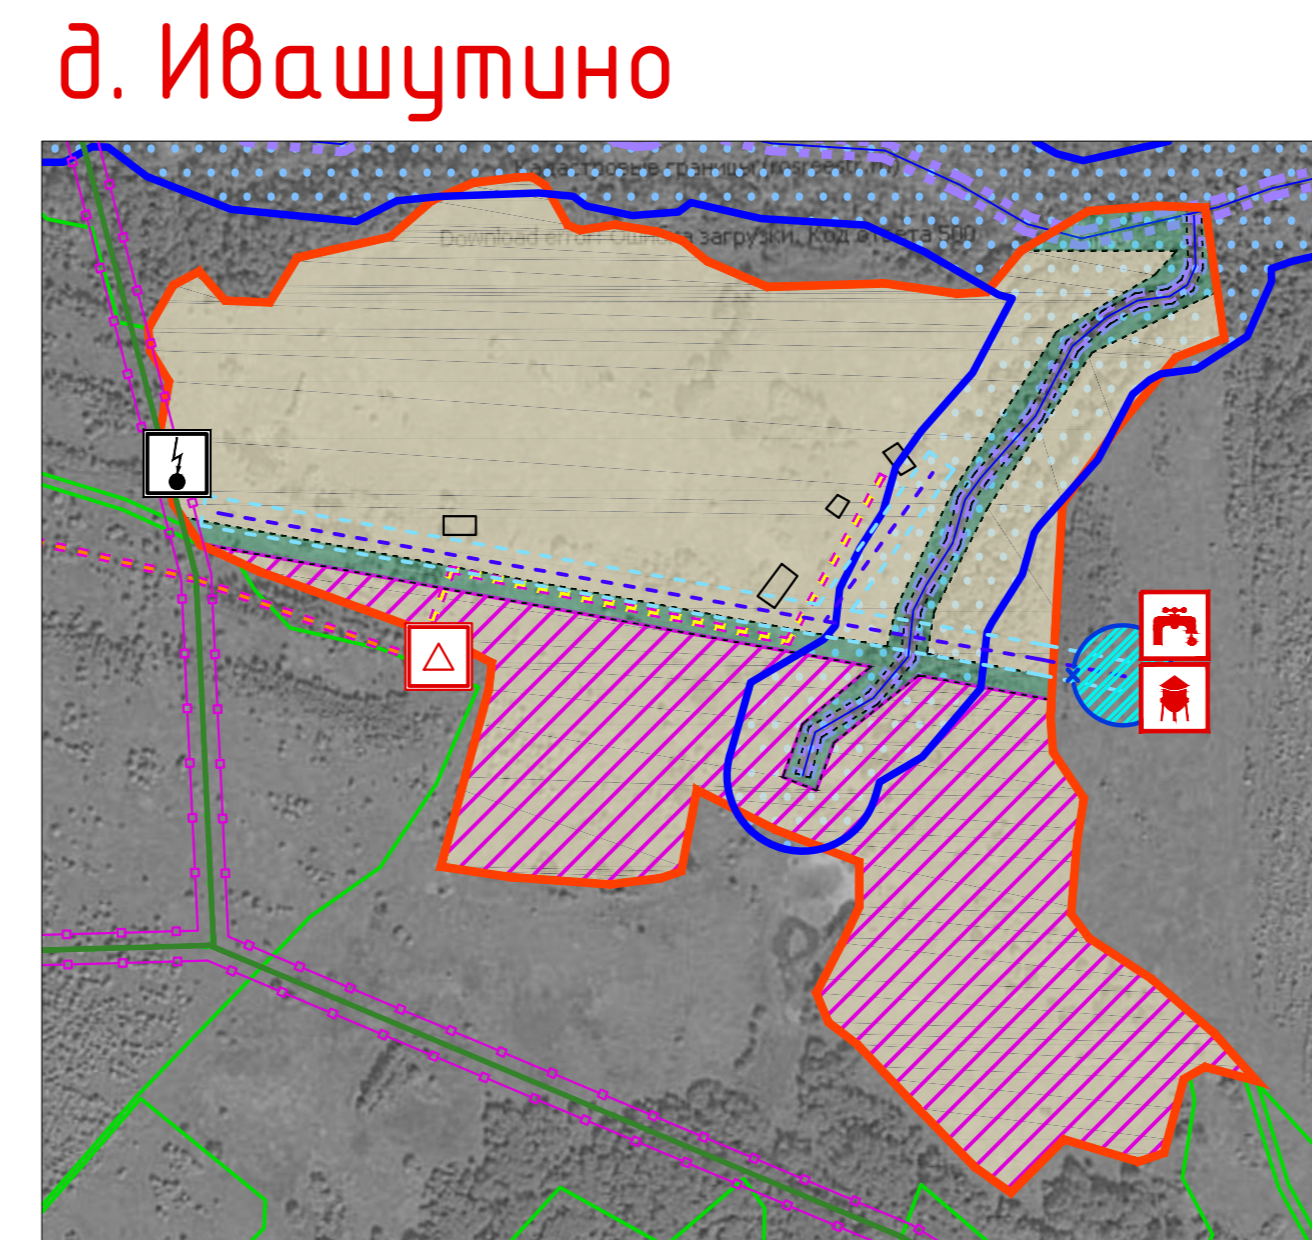 д. Ивашутино
Кадастровые границы (rosreestr.ru)
Download error! Ошибка загрузки. Код ответа 500